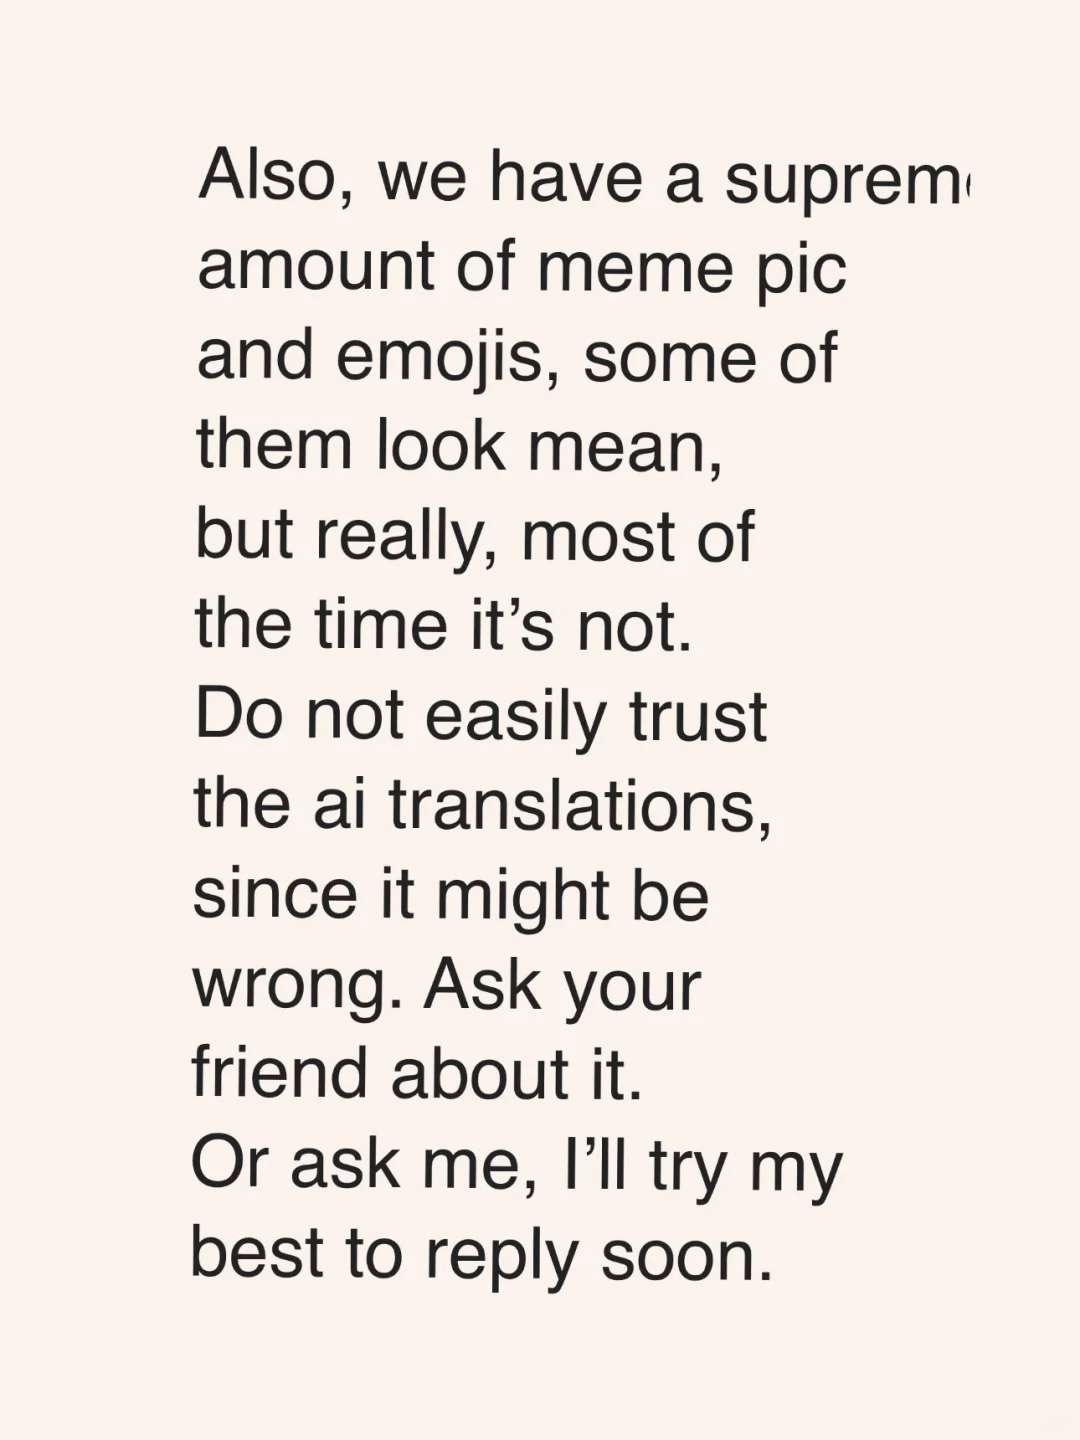 Also, we have a
amount of meme pic
and emojis, some of
them look mean,
but really, most of
the time it’s not.
Do not easily trust
the ai translations,
since it might be
wrong. Ask your
friend about it.
Or ask me, I’ll try my
best to reply soon.